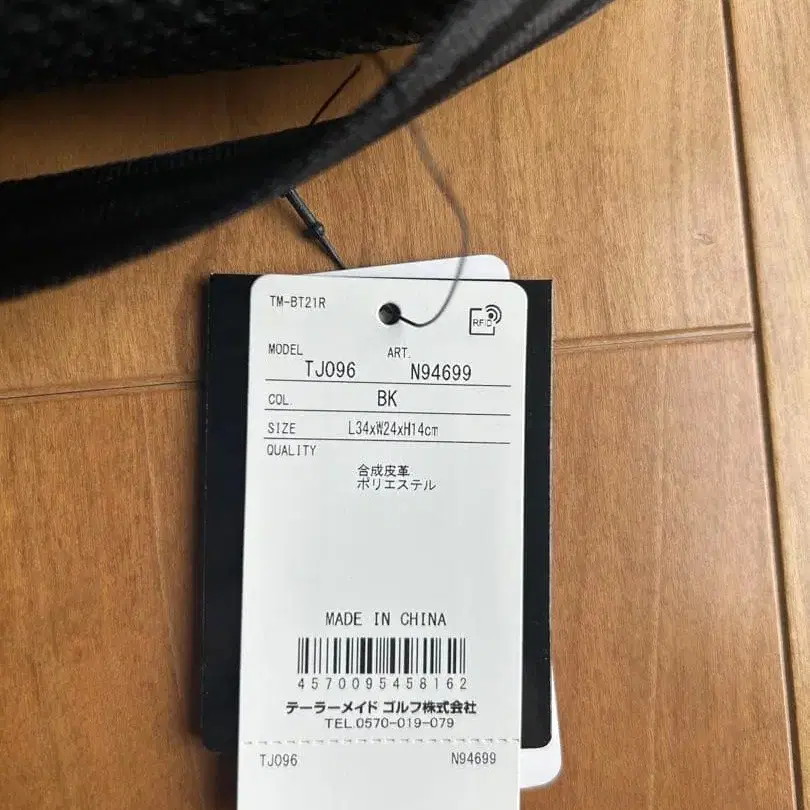 TM-BT21R
RFID
MODEL ART.
TJ096 N94699
COL. BK
SIZE L34xW24xH14cm
QUALITY
合成皮革
ポリエステル
MADE IN CHINA
4570095458162
テーラーメイド ゴルフ株式会社
TEL.0570-019-079
TJ096 N94699